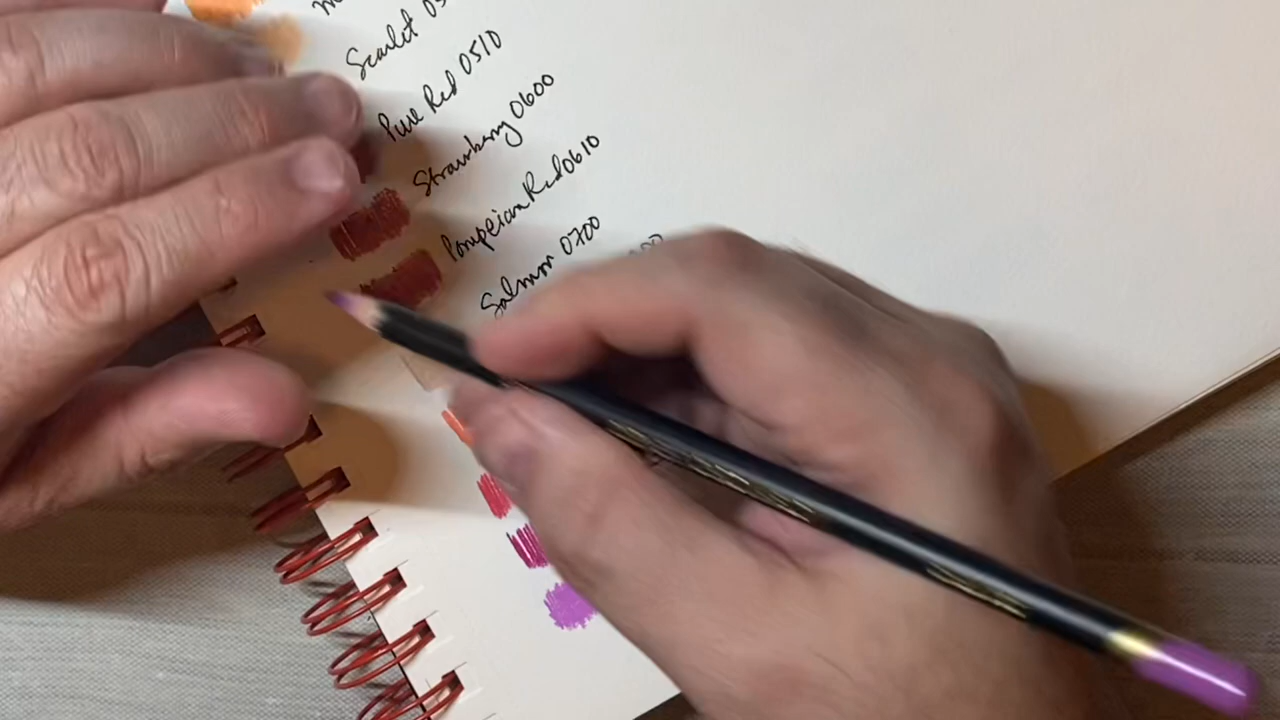 Scarlet
Pure Red 0510
Strawberry 0600
Pompeian Red 0610
Salmon 0700